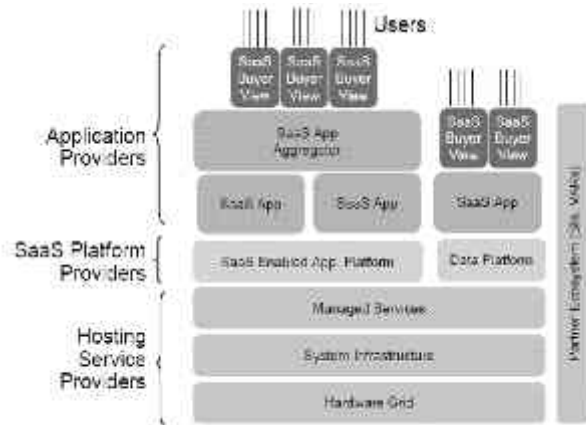 Users
SaaS
Buyer
View
SaaS
Buyer
View
SaaS
Buyer
View
SaaS
Buyer
View
SaaS
Buyer
View
Application
Providers
SaaS App
Aggregator
SaaS App
SaaS App
SaaS App
SaaS Platform
Providers
SaaS Enabled App. Platform
Data Platform
Hosting
Service
Providers
Managed Services
System Infrastructure
Hardware Grid
Partner Ecosystem